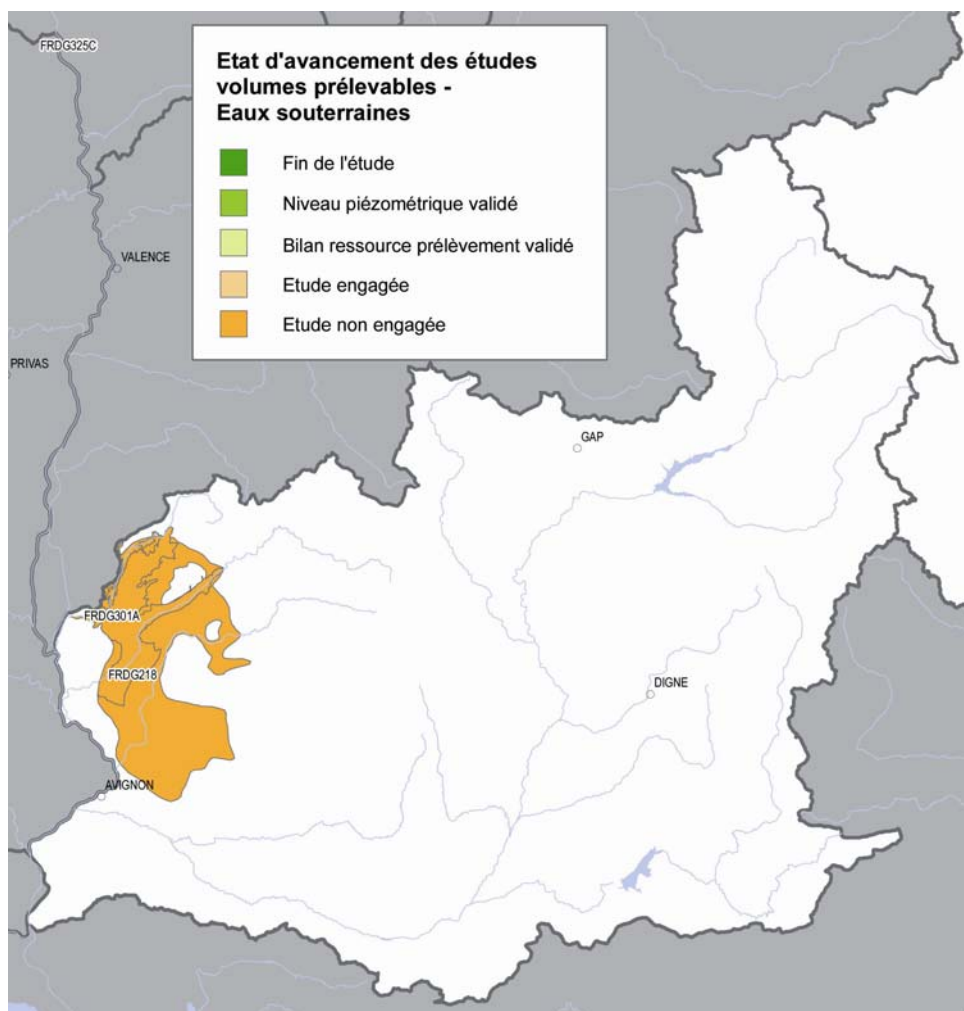 FRDG325C
Etat d'avancement des études
volumes prélevables -
Eaux souterraines
Fin de l'étude
Niveau piézométrique validé
Bilan ressource prélèvement validé
Etude engagée
Etude non engagée
VALENCE
PRIVAS
GAP
FRDG301A
FRDG218
DIGNE
AVIGNON